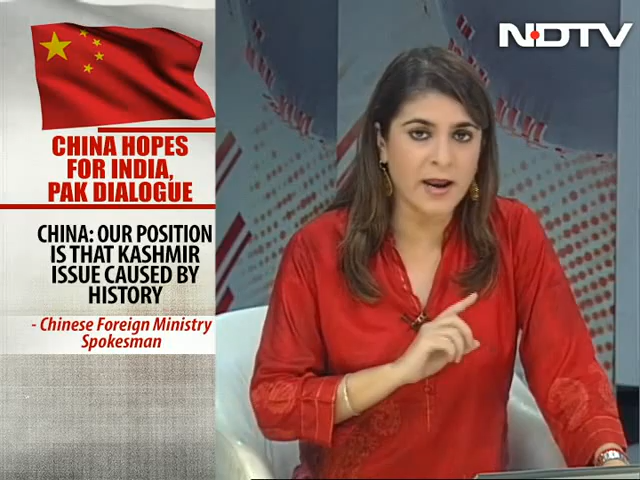 NDTV
CHINA HOPES
FOR INDIA,
PAK DIALOGUE
CHINA: OUR POSITION
IS THAT KASHMIR
ISSUE CAUSED BY
HISTORY
- Chinese Foreign Ministry
Spokesman